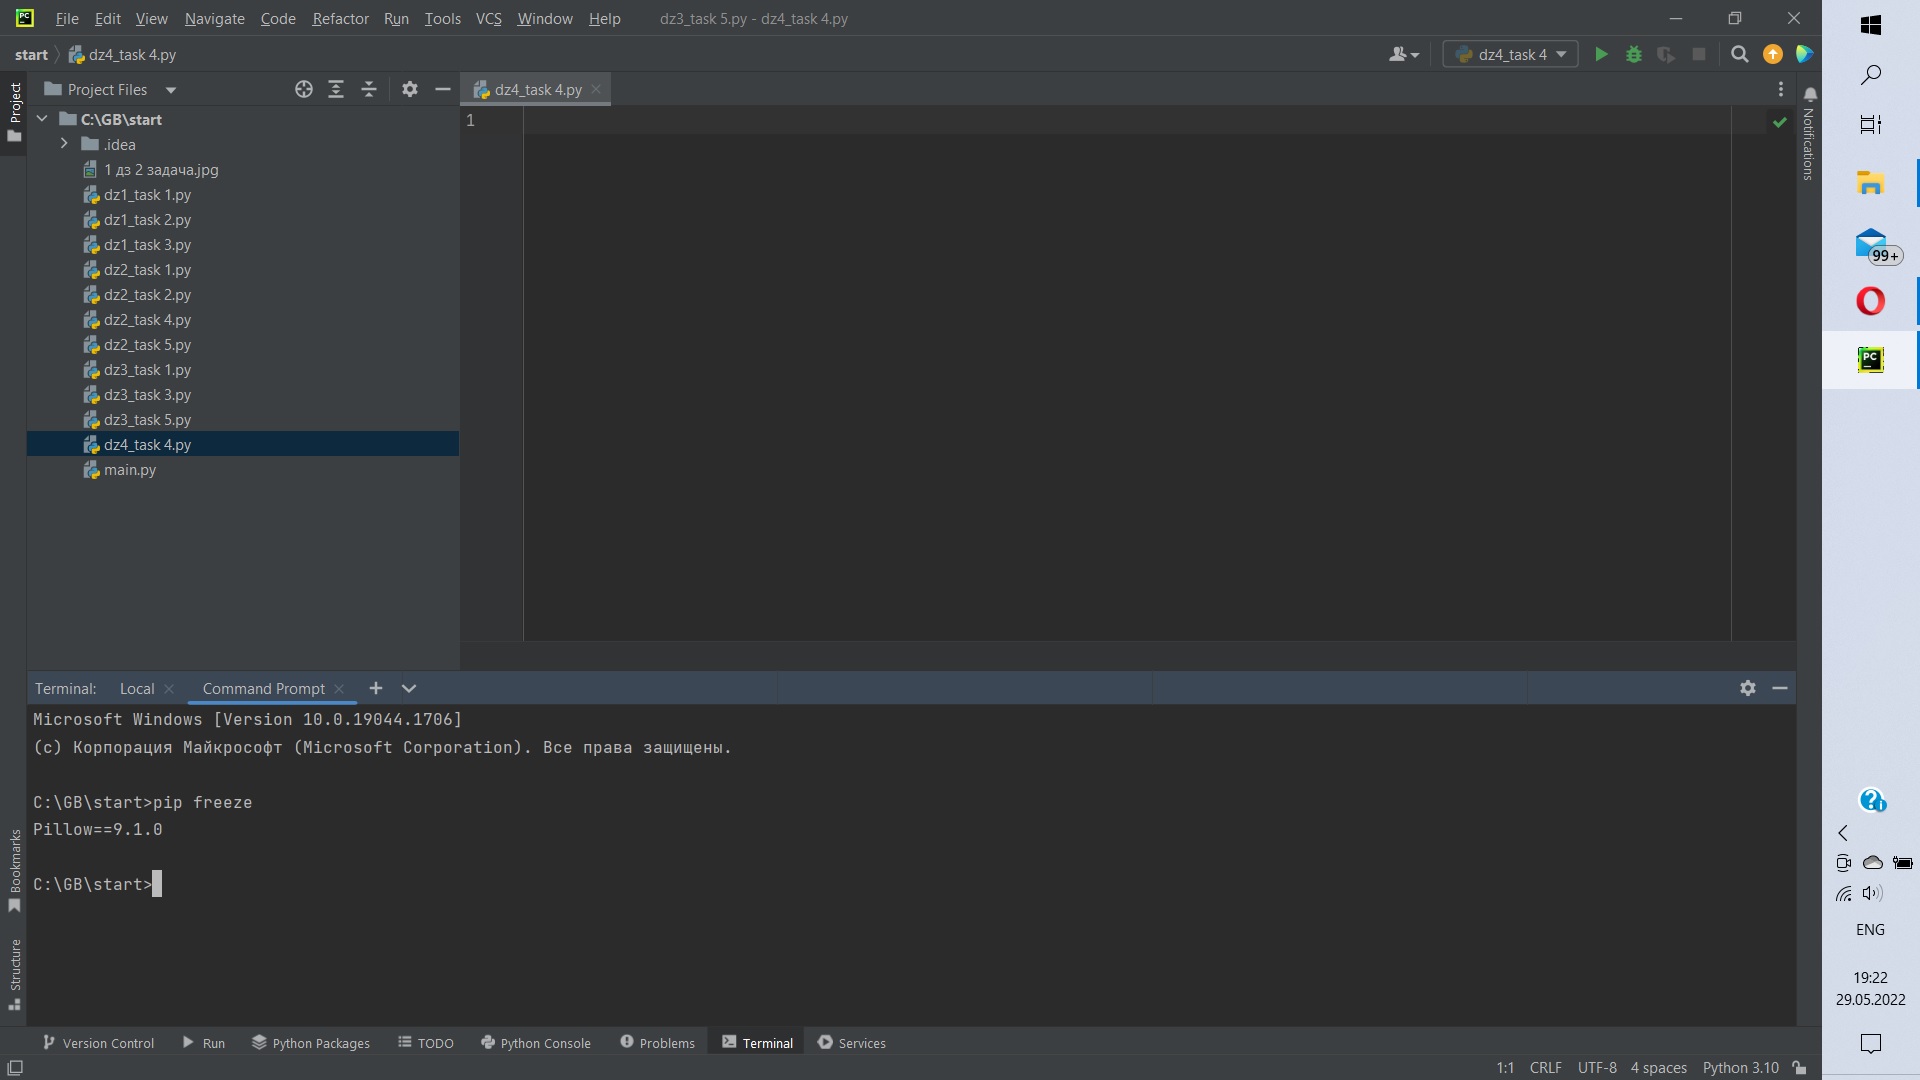 File Edit View Navigate Code Refactor Run Tools VCS Window Help dz3_task 5.py - dz4_task 4.py
start dz4_task 4.py dz4_task 4
Project
Project Files
dz4_task 4.py
Notifications
C:\GB\start
1
.idea
1 дз 2 задача.jpg
dz1_task 1.py
dz1_task 2.py
dz1_task 3.py
dz2_task 1.py
dz2_task 2.py
dz2_task 4.py
dz2_task 5.py
dz3_task 1.py
dz3_task 3.py
dz3_task 5.py
dz4_task 4.py
main.py
99+
PC
Terminal: Local Command Prompt
Microsoft Windows [Version 10.0.19044.1706]
(c) Корпорация Майкрософт (Microsoft Corporation). Все права защищены.
C:\GB\start>pip freeze
Pillow==9.1.0
C:\GB\start>
Bookmarks
Structure
ENG
19:22
29.05.2022
Version Control Run Python Packages TODO Python Console Problems Terminal Services
1:1 CRLF UTF-8 4 spaces Python 3.10